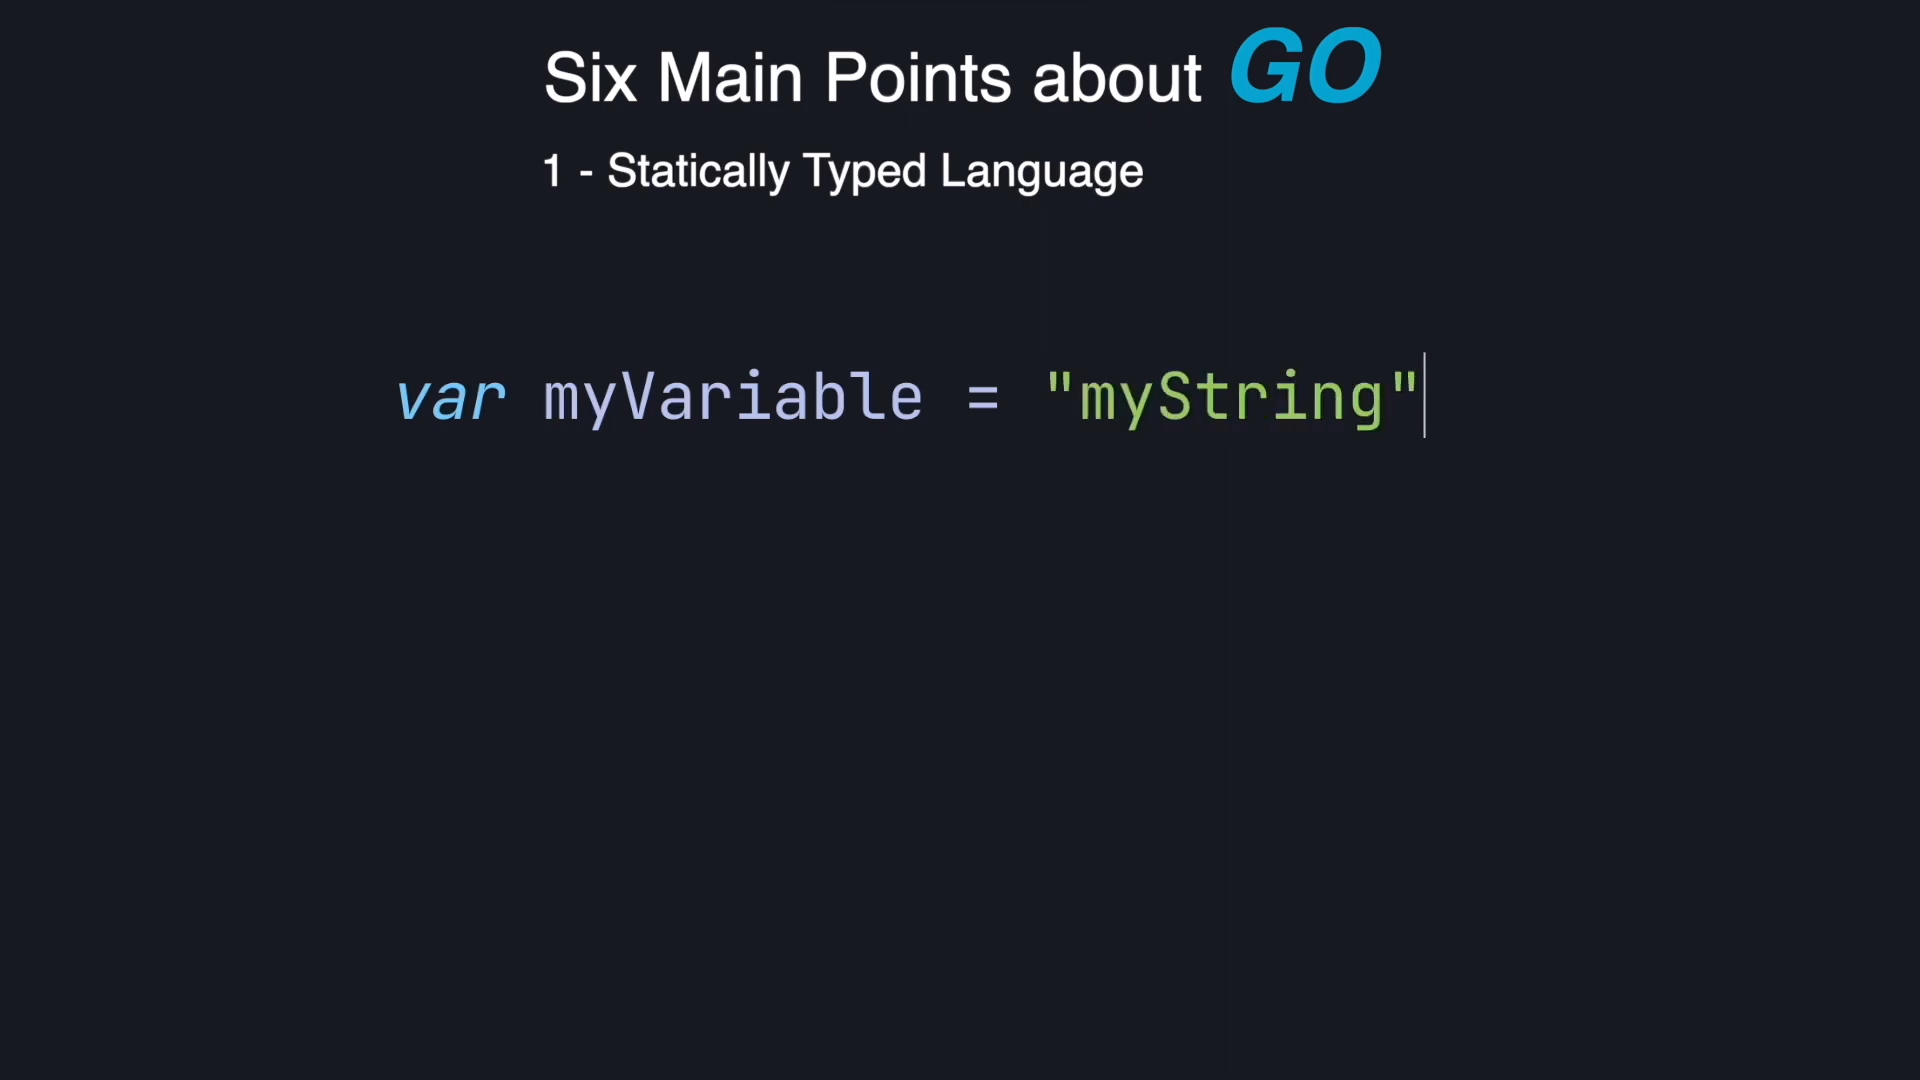 Six Main Points about GO
1 - Statically Typed Language
var myVariable = "myString"